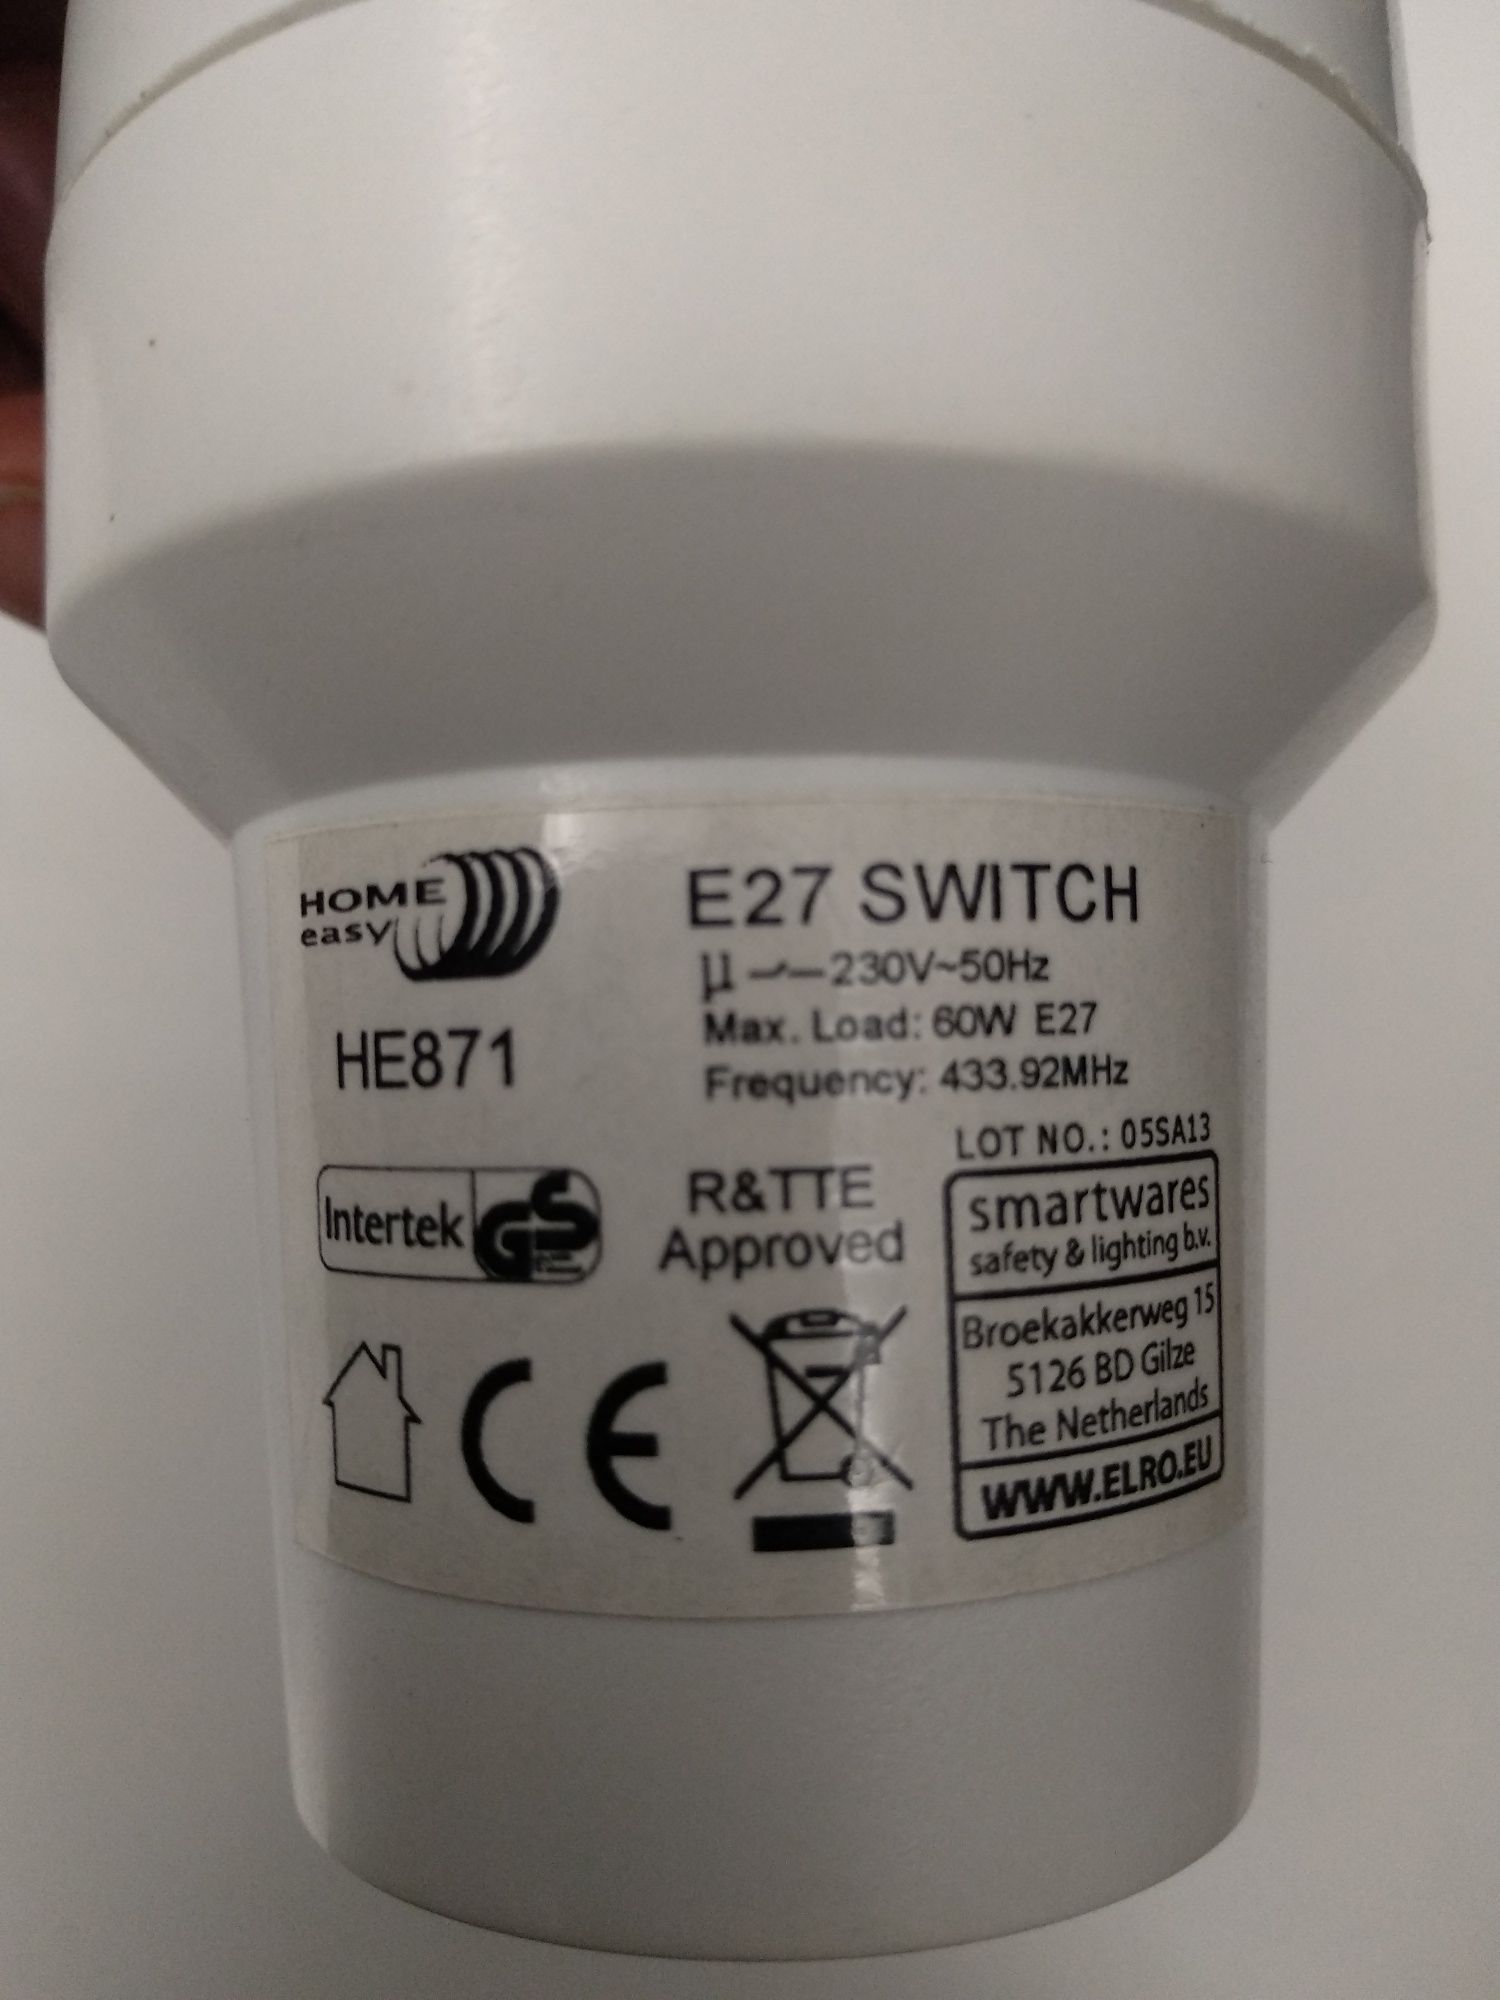 HOME
easy
HE871
E27 SWITCH
µ 230V~50Hz
Max. Load: 60W E27
Frequency: 433.92MHz
LOT NO.: 05SA13
Intertek
GS
R&TTE
Approved
CE
smartwares
safety & lighting b.v.
Broekakkerweg 15
5126 BD Gilze
The Netherlands
WWW.ELRO.EU